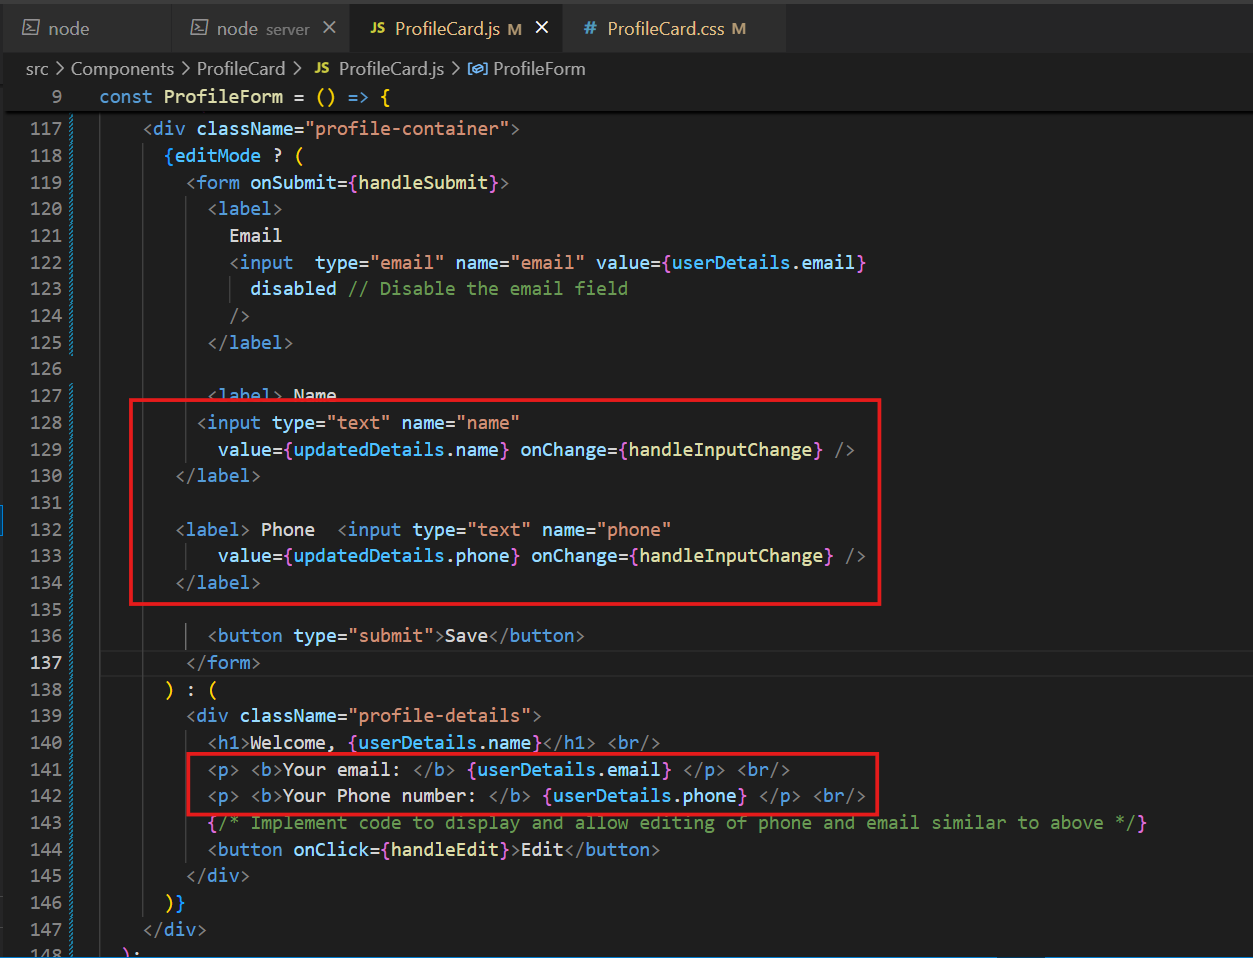 node
node server
JS ProfileCard.js M
# ProfileCard.css M
src > Components > ProfileCard > JS ProfileCard.js > ProfileForm
9 const ProfileForm = () => {
117 <div className="profile-container">
118 {editMode ? (
119 <form onSubmit={handleSubmit}>
120 <label>
121 Email
122 <input  type="email" name="email" value={userDetails.email}
123 disabled // Disable the email field
124 />
125 </label>
126
127 <label> Name
128 <input type="text" name="name"
129 value={updatedDetails.name} onChange={handleInputChange} />
130 </label>
131
132 <label> Phone  <input type="text" name="phone"
133 value={updatedDetails.phone} onChange={handleInputChange} />
134 </label>
135
136 <button type="submit">Save</button>
137 </form>
138 ) : (
139 <div className="profile-details">
140 <h1>Welcome, {userDetails.name}</h1> <br/>
141 <p> <b>Your email: </b> {userDetails.email} </p> <br/>
142 <p> <b>Your Phone number: </b> {userDetails.phone} </p> <br/>
143 {/* Implement code to display and allow editing of phone and email similar to above */}
144 <button onClick={handleEdit}>Edit</button>
145 </div>
146 )}
147 </div>
148 );